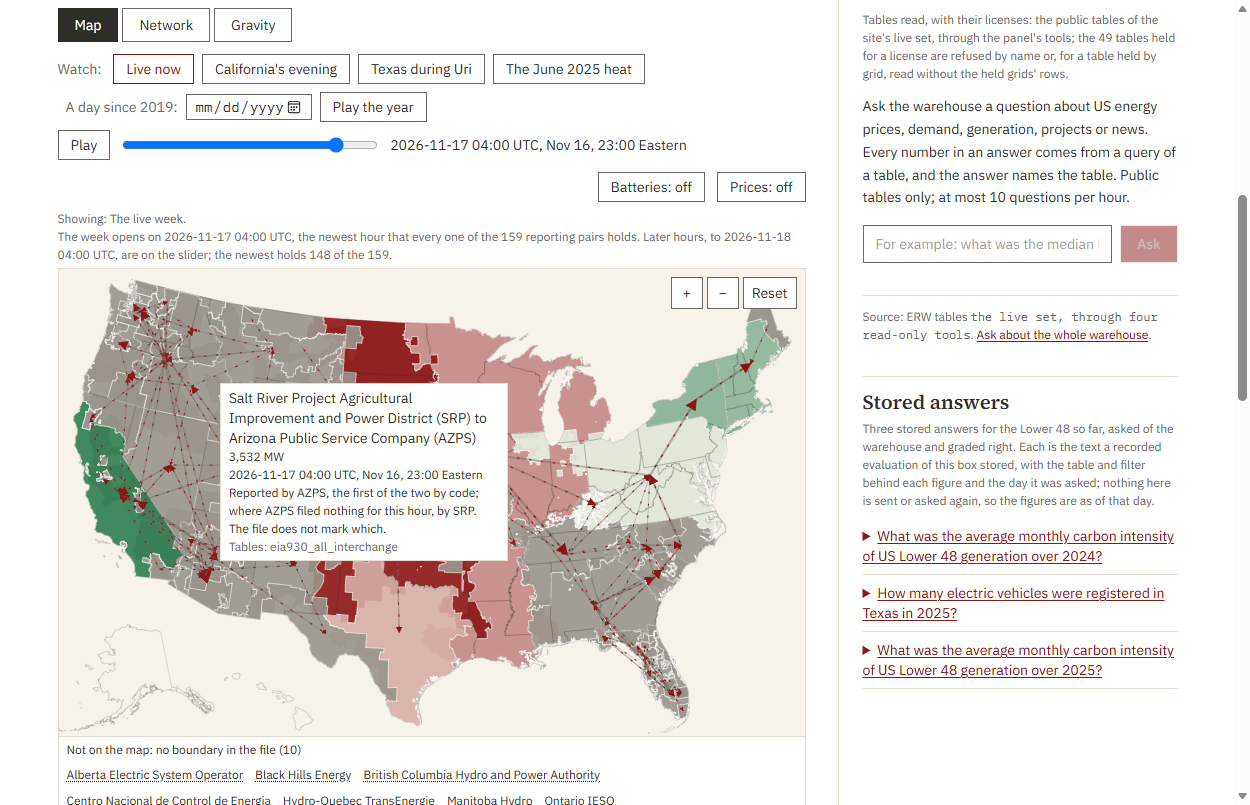 Map
Network
Gravity
Watch:
Live now
California's evening
Texas during Uri
The June 2025 heat
A day since 2019:
mm/dd/yyyy
Play the year
Play
2026-11-17 04:00 UTC, Nov 16, 23:00 Eastern
Batteries: off
Prices: off
Showing: The live week.
The week opens on 2026-11-17 04:00 UTC, the newest hour that every one of the 159 reporting pairs holds. Later hours, to 2026-11-18
04:00 UTC, are on the slider; the newest holds 148 of the 159.
+
−
Reset
Salt River Project Agricultural
Improvement and Power District (SRP) to
Arizona Public Service Company (AZPS)
3,532 MW
2026-11-17 04:00 UTC, Nov 16, 23:00 Eastern
Reported by AZPS, the first of the two by code;
where AZPS filed nothing for this hour, by SRP.
The file does not mark which.
Tables: eia930_all_interchange
Not on the map: no boundary in the file (10)
Alberta Electric System Operator
Black Hills Energy
British Columbia Hydro and Power Authority
Centro Nacional de Control de Energia
Hydro-Quebec TransEnergie
Manitoba Hydro
Ontario IESO
Tables read, with their licenses: the public tables of the
site's live set, through the panel's tools; the 49 tables held
for a license are refused by name or, for a table held by
grid, read without the held grids' rows.
Ask the warehouse a question about US energy
prices, demand, generation, projects or news.
Every number in an answer comes from a query of
a table, and the answer names the table. Public
tables only; at most 10 questions per hour.
For example: what was the median
Ask
Source: ERW tables the live set, through four
read-only tools. Ask about the whole warehouse.
Stored answers
Three stored answers for the Lower 48 so far, asked of the
warehouse and graded right. Each is the text a recorded
evaluation of this box stored, with the table and filter
behind each figure and the day it was asked; nothing here
is sent or asked again, so the figures are as of that day.
What was the average monthly carbon intensity
of US Lower 48 generation over 2024?
How many electric vehicles were registered in
Texas in 2025?
What was the average monthly carbon intensity
of US Lower 48 generation over 2025?